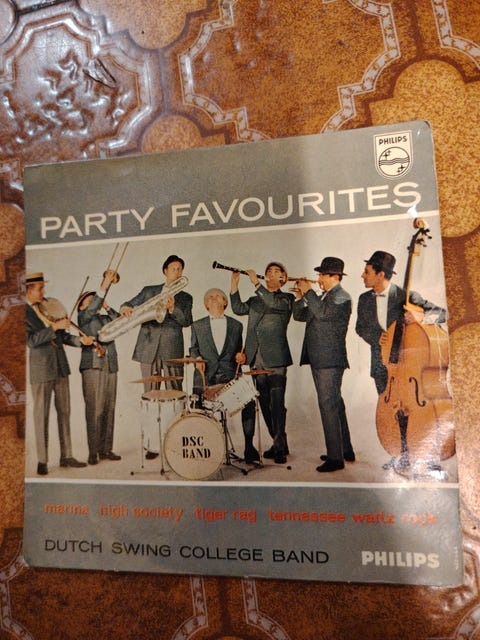 PHILIPS
PARTY FAVOURITES
DSC
BAND
marina high society tiger rag tennessee waltz rock
DUTCH SWING COLLEGE BAND PHILIPS